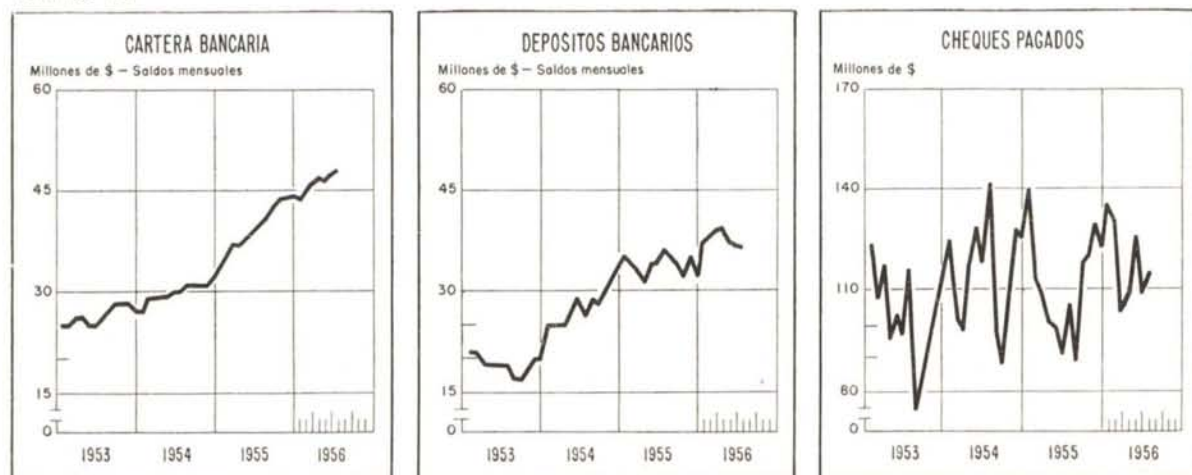 CARTERA BANCARIA
Millones de $ — Saldos mensuales
60
45
30
15
0
1953 1954 1955 1956
DEPOSITOS BANCARIOS
Millones de $ — Saldos mensuales
60
45
30
15
0
1953 1954 1955 1956
CHEQUES PAGADOS
Millones de $
170
140
110
80
0
1953 1954 1955 1956